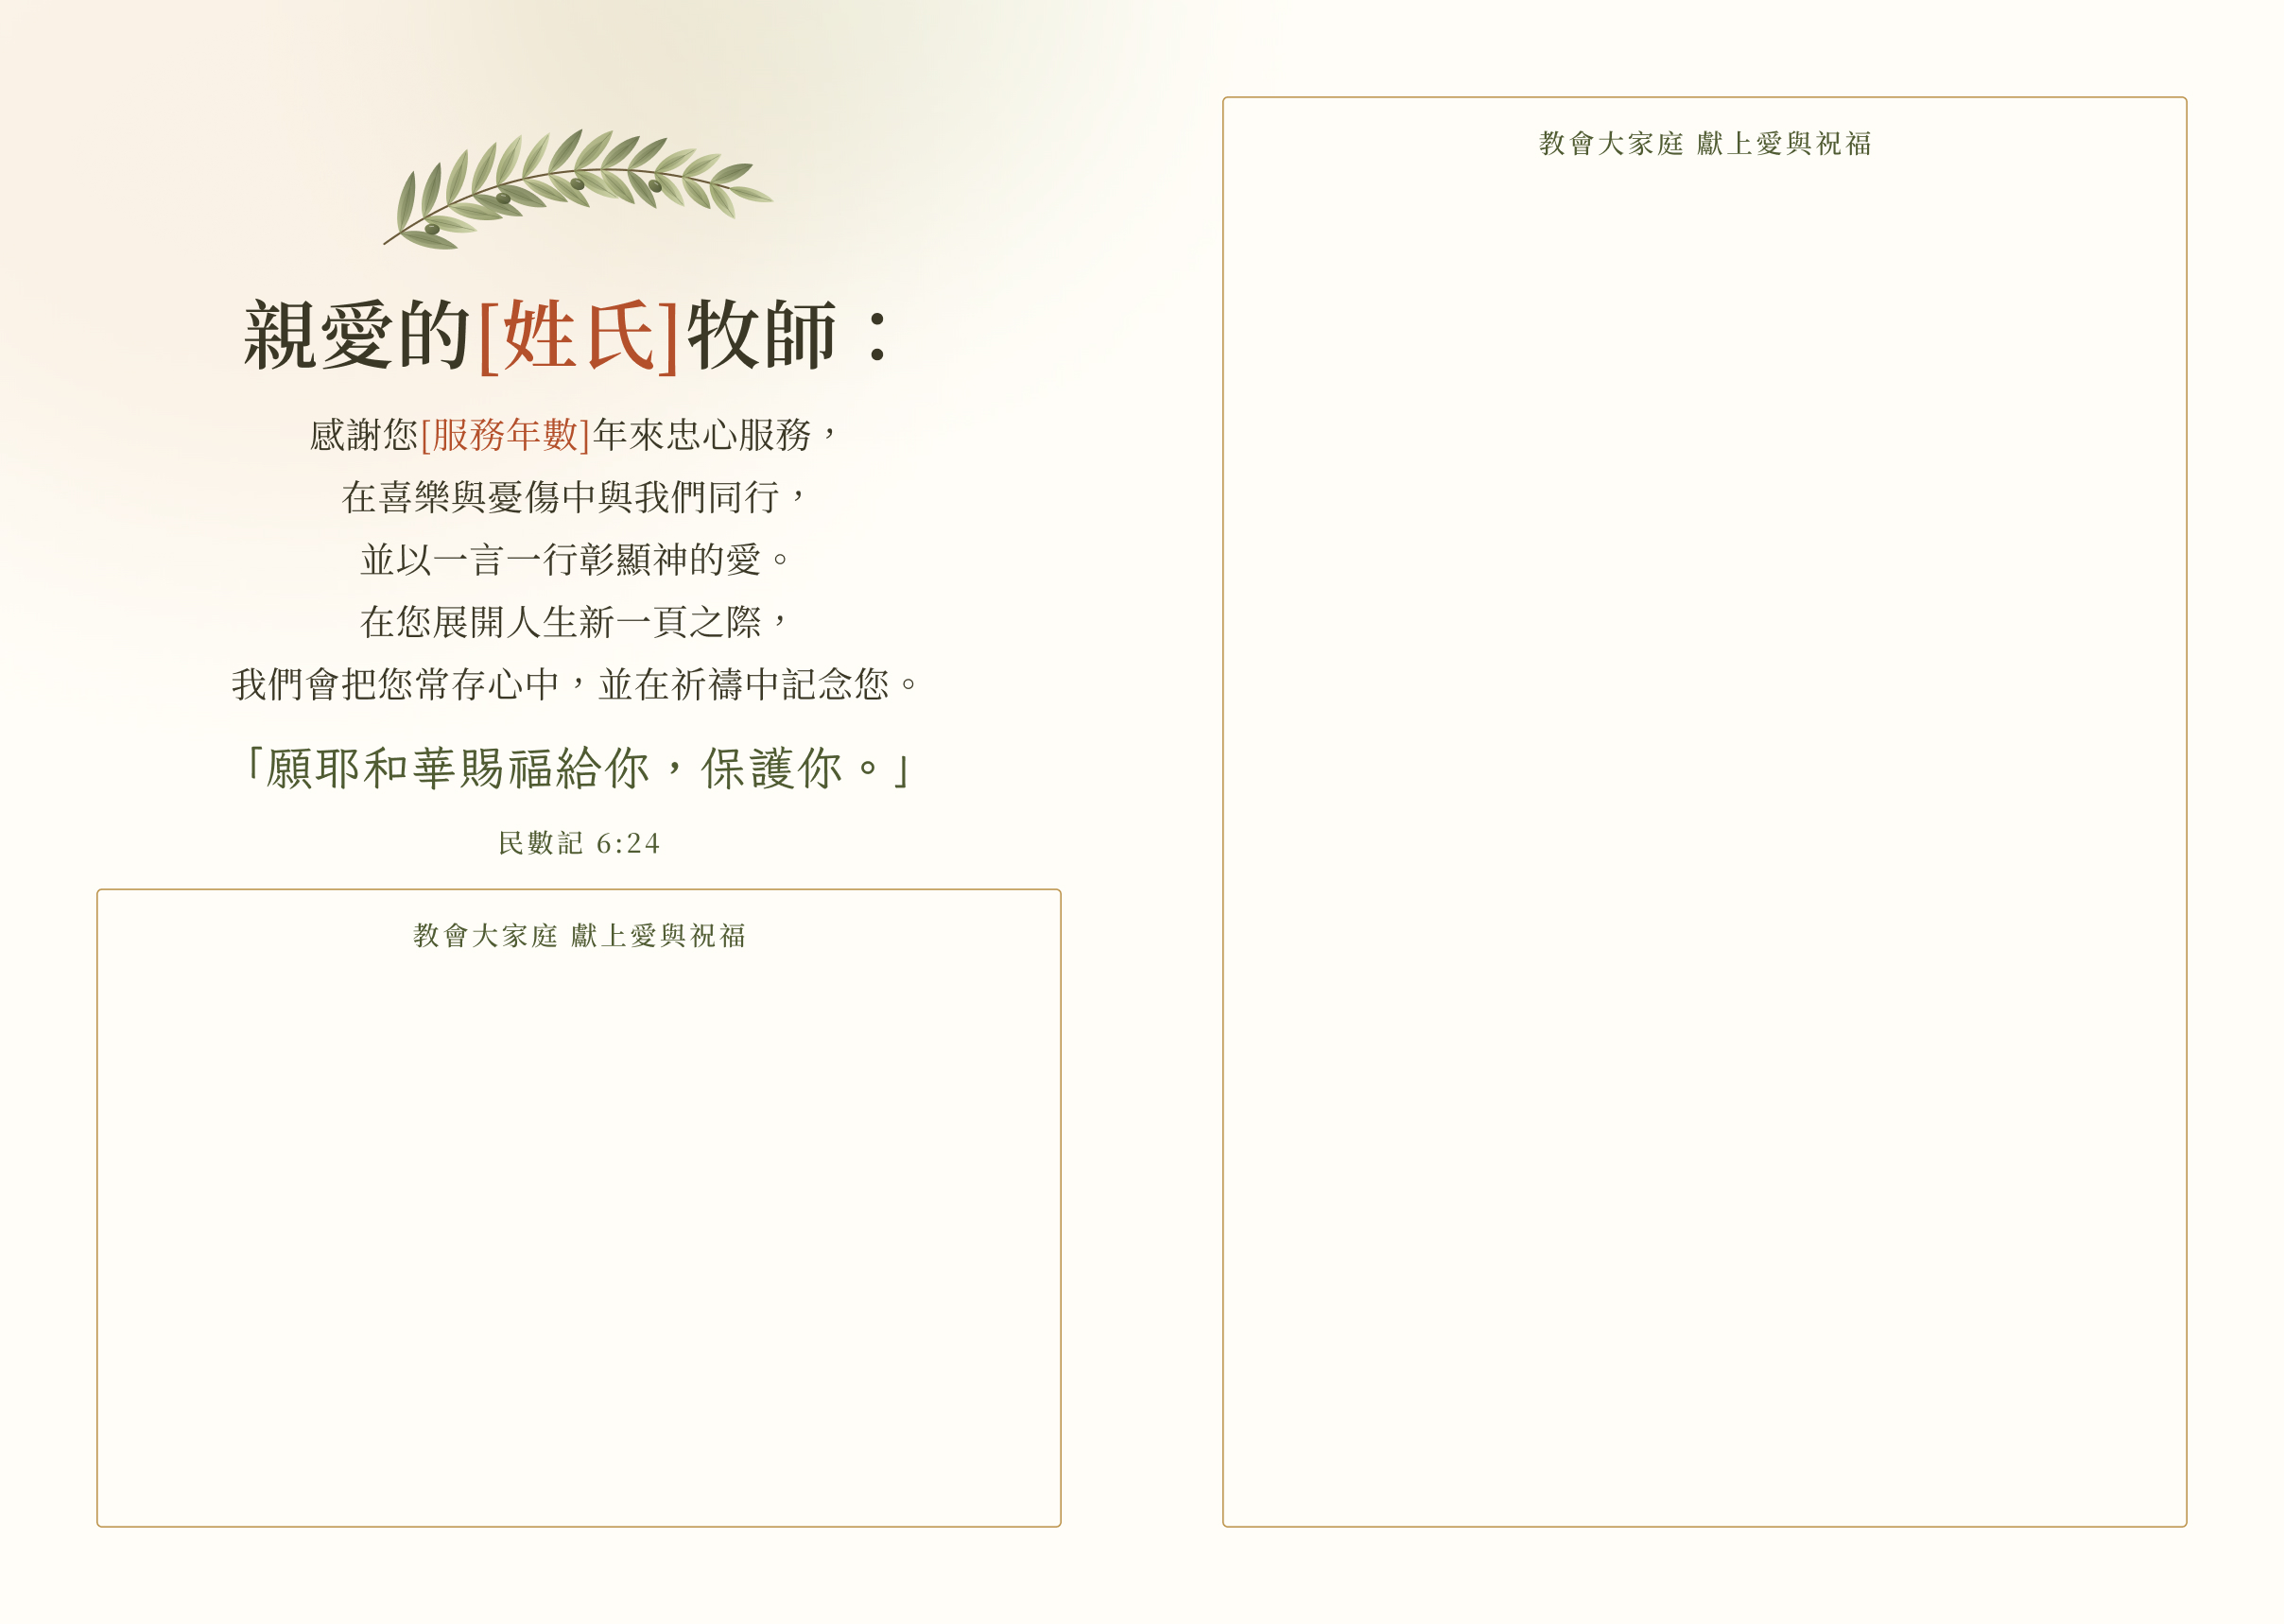 親愛的[姓氏]牧師：
感謝您[服務年數]年來忠心服務，
在喜樂與憂傷中與我們同行，
並以一言一行彰顯神的愛。
在您展開人生新一頁之際，
我們會把您常存心中，並在祈禱中記念您。
「願耶和華賜福給你，保護你。」
民數記 6:24
教會大家庭 獻上愛與祝福
教會大家庭 獻上愛與祝福